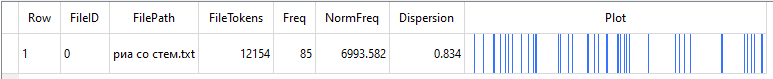 Row FileID FilePath FileTokens Freq NormFreq Dispersion Plot
1 0 риа со стем.txt 12154 85 6993.582 0.834